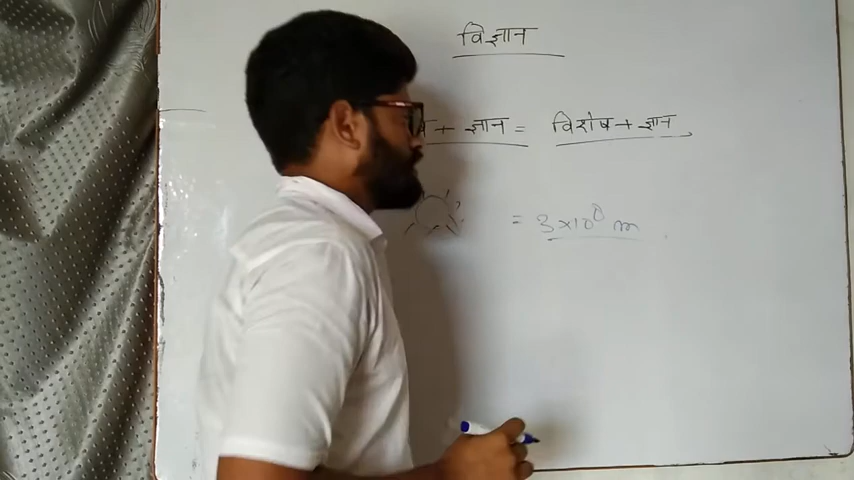 विज्ञान
+ ज्ञान = विशेष + ज्ञान
= 3×10⁸ m